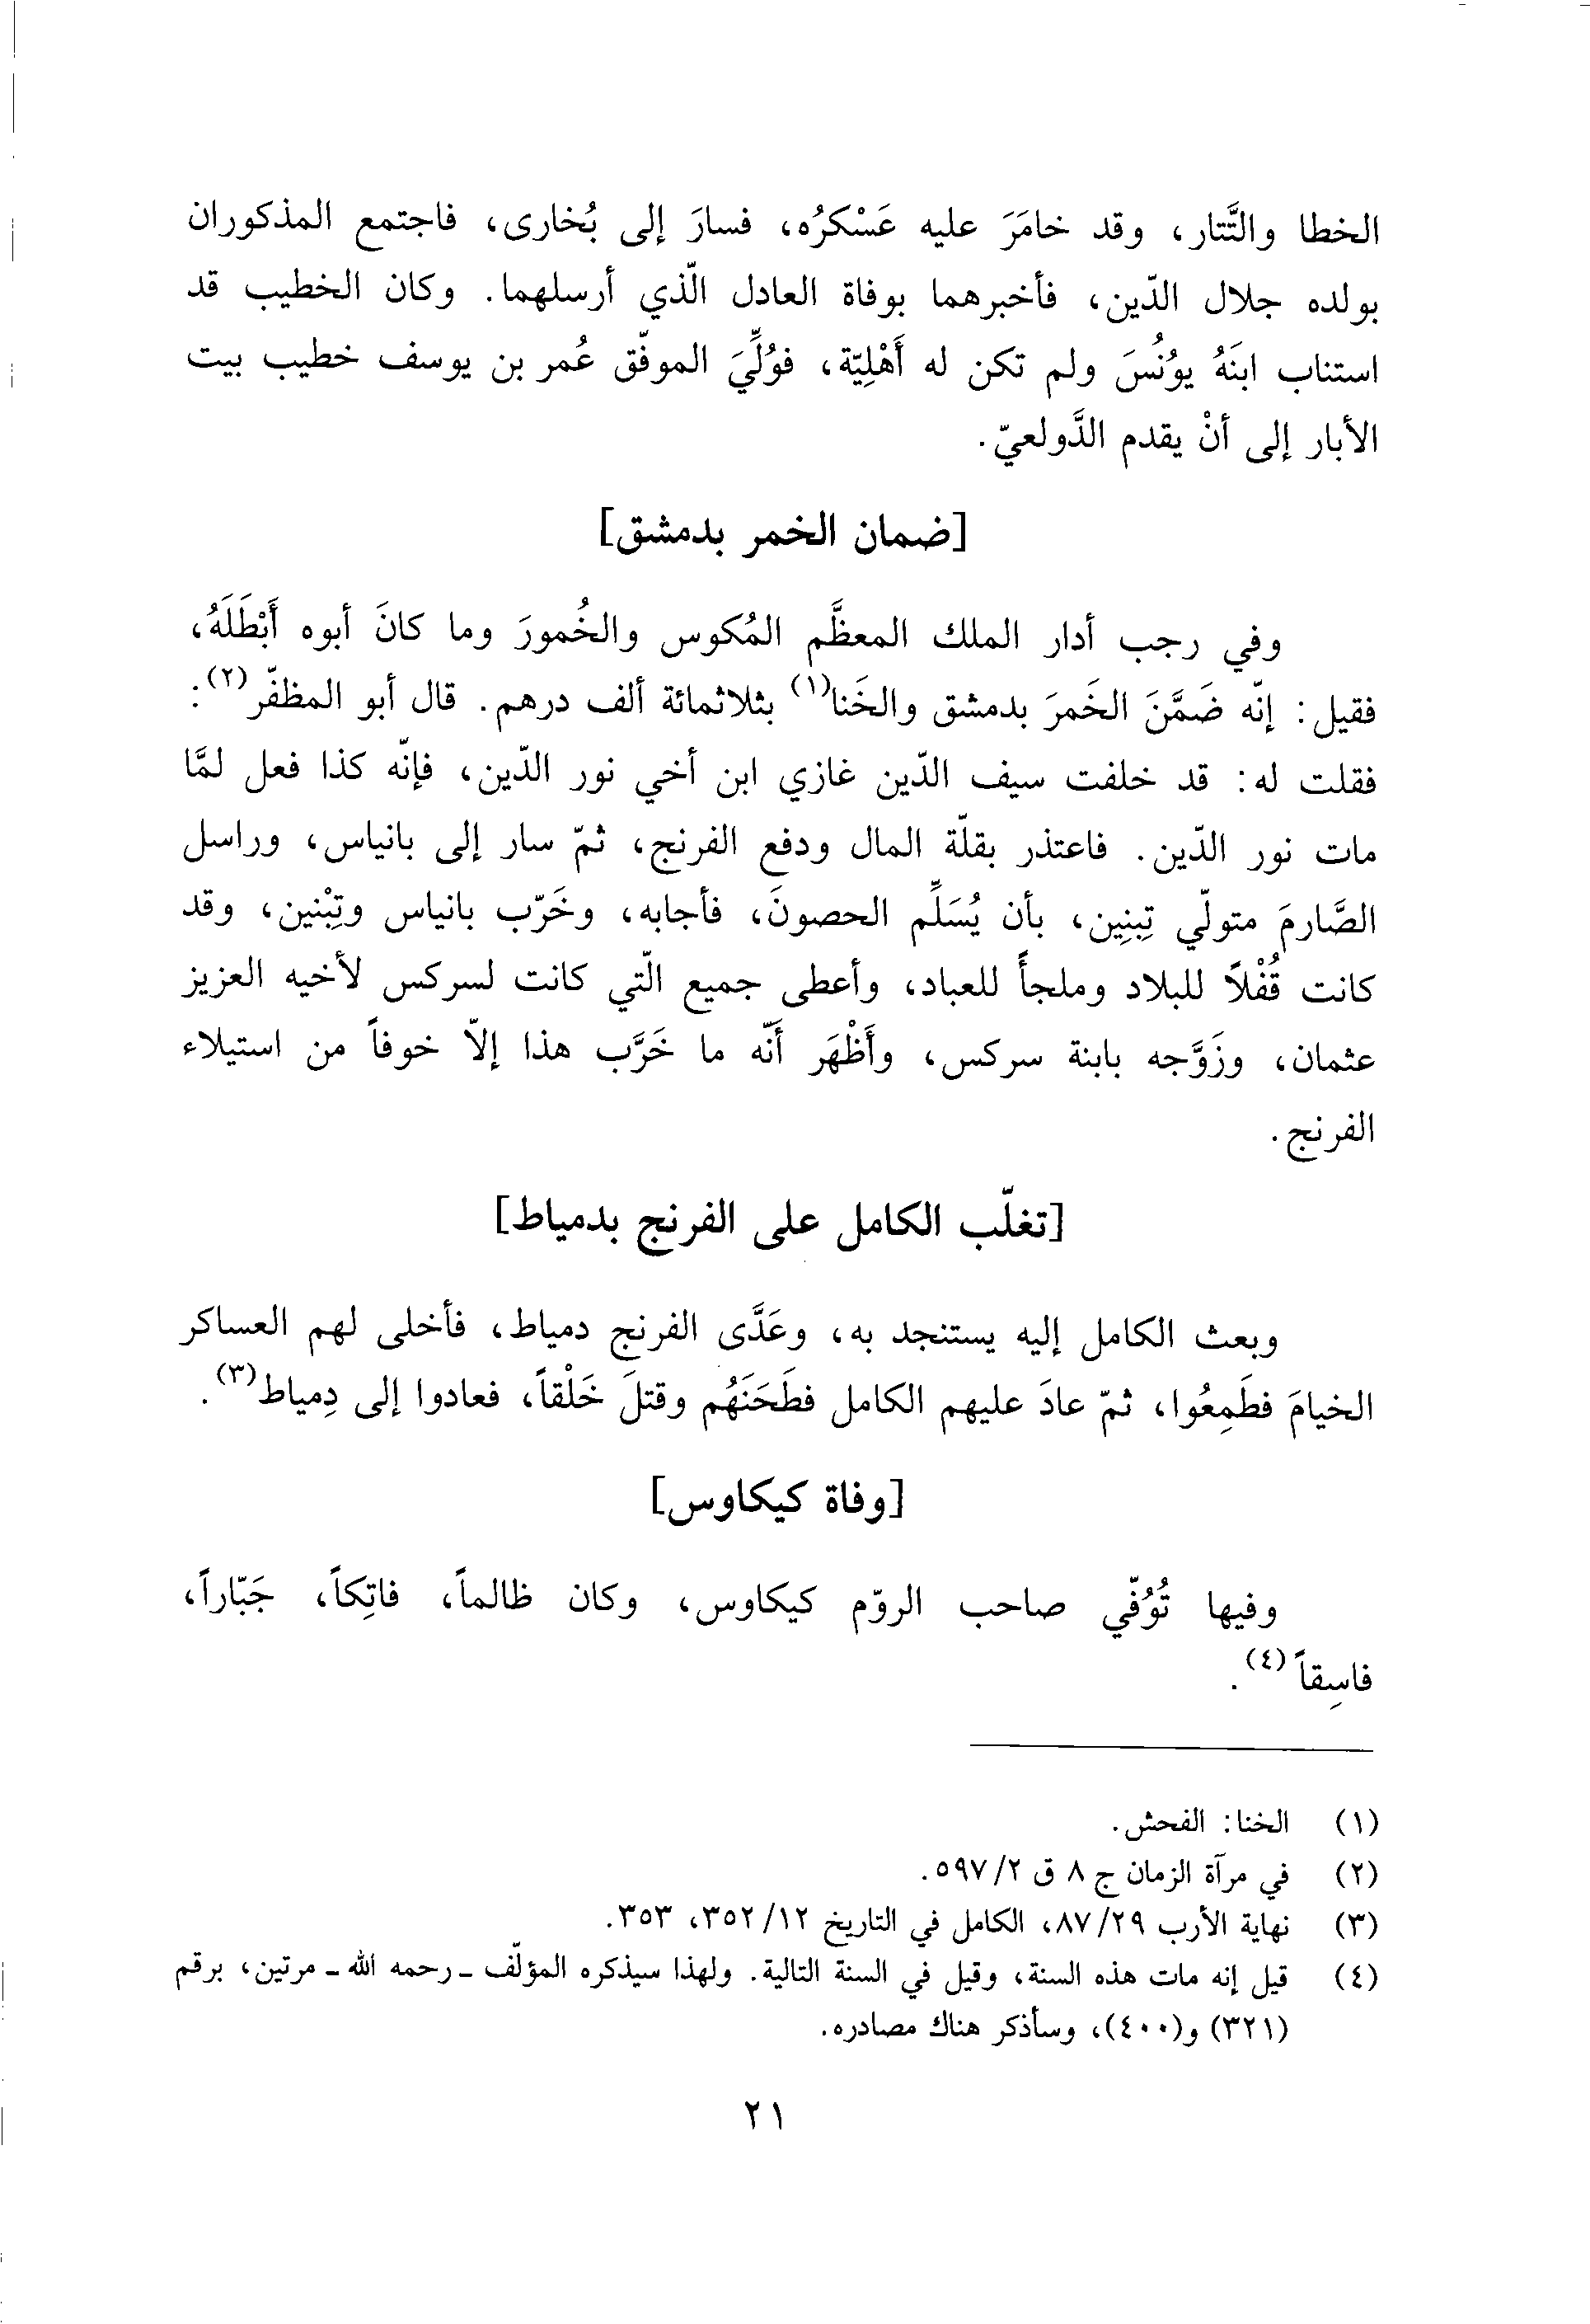 الخطا والتَّتار، وقد خامَرَ عليه عَسْكرُه، فسارَ إلى بُخارى، فاجتمع المذكوران
بولده جلال الدّين، فأخبرهما بوفاة العادل الّذي أرسلهما. وكان الخطيب قد
استناب ابنَهُ يوُنُسَ ولم تكن له أَهْلِيّة، فوُلِّيَ الموفّق عُمر بن يوسف خطيب بيت
الأبار إلى أنْ يقدم الدَّولعيّ.
[ضمان الخمر بدمشق]
وفي رجب أدار الملك المعظَّم المُكوس والخُمورَ وما كانَ أبوه أَبْطَلَهُ،
فقيل: إنّه ضَمَّنَ الخَمرَ بدمشق والخَنا(١) بثلاثمائة ألف درهم. قال أبو المظفّر(٢):
فقلت له: قد خلفت سيف الدّين غازي ابن أخي نور الدّين، فإنّه كذا فعل لمَّا
مات نور الدّين. فاعتذر بقلّة المال ودفع الفرنج، ثمّ سار إلى بانياس، وراسل
الصَّارمَ متولّي تِبنِين، بأن يُسَلِّم الحصونَ، فأجابه، وخَرّب بانياس وتِبْنين، وقد
كانت قُفْلاً للبلاد وملجأً للعباد، وأعطى جميع الّتي كانت لسركس لأخيه العزيز
عثمان، وزَوَّجه بابنة سركس، وأَظْهَر أنّه ما خَرَّب هذا إلاّ خوفاً من استيلاء
الفرنج.
[تغلّب الكامل على الفرنج بدمياط]
وبعث الكامل إليه يستنجد به، وعَدَّى الفرنج دمياط، فأخلى لهم العساكر
الخيامَ فطَمِعُوا، ثمّ عادَ عليهم الكامل فطَحَنَهُم وقتلَ خَلْقاً، فعادوا إلى دِمياط(٣).
[وفاة كيكاوس]
وفيها تُوُفّي صاحب الروّم كيكاوس، وكان ظالماً، فاتِكاً، جَبّاراً،
فاسِقاً(٤).
(١) الخنا: الفحش.
(٢) في مرآة الزمان ج ٨ ق ٥٩٧/٢.
(٣) نهاية الأرب ٨٧/٢٩، الكامل في التاريخ ٣٥٢/١٢، ٣٥٣.
(٤) قيل إنه مات هذه السنة، وقيل في السنة التالية. ولهذا سيذكره المؤلّف ـ رحمه الله ـ مرتين، برقم
(٣٢١) و(٤٠٠)، وسأذكر هناك مصادره.
٢١